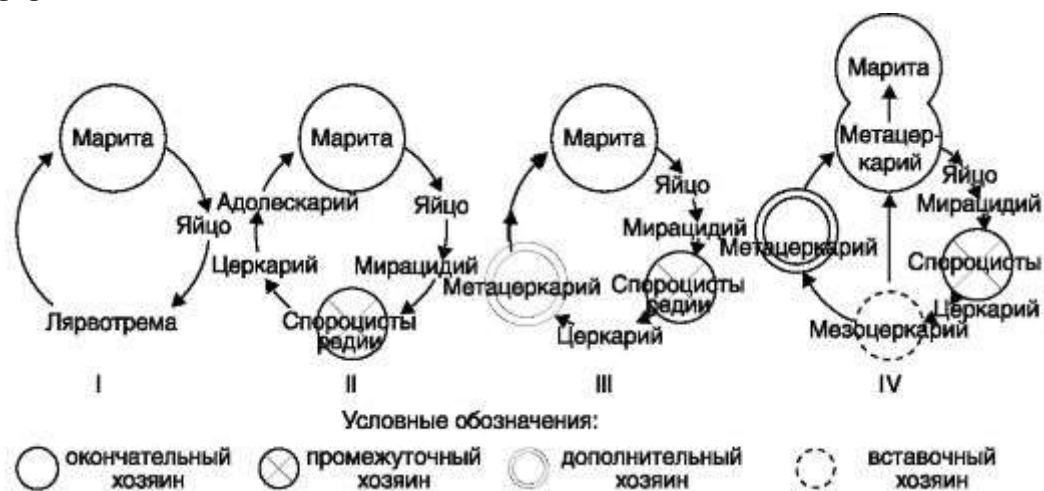 Марита
Яйцо
Лярвотрема
I
Марита
Адолескарий
Яйцо
Церкарий
Мирацидий
Спороцисты
редии
II
Марита
Яйцо
Мирацидий
Метацеркарий
Спороцисты
редии
Церкарий
III
Марита
Метацер-
карий
Яйцо
Мирацидий
Метацеркарий
Спороцисты
Церкарий
Мезоцеркарий
IV
Условные обозначения:
окончательный
хозяин
промежуточный
хозяин
дополнительный
хозяин
вставочный
хозяин